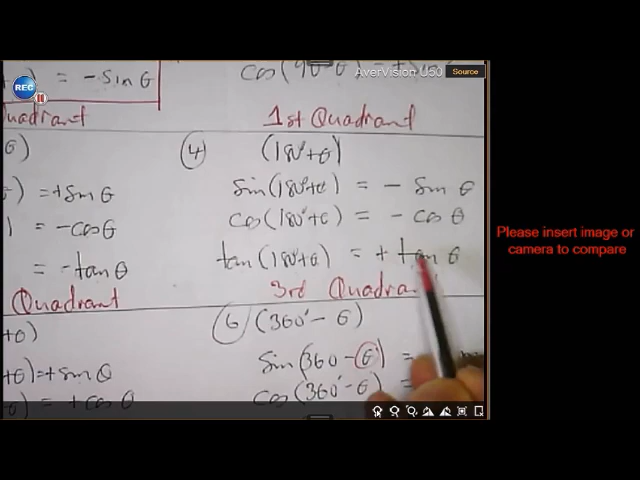 AverVision U50
Source
REC
) = -Sin θ
cos(90°-θ) = +
Quadrant
1st Quadrant
θ)
4
(180°+θ)
) = +sin θ
sin(180°+θ) = - sin θ
) = -cos θ
cos(180°+θ) = - cos θ
= -tan θ
tan(180°+θ) = + tan θ
Quadrant
3rd Quadrant
+θ)
6 (360°- θ)
sin(360 - θ) =
+θ) = +sin θ
cos(360°- θ) =
θ) = +cos θ
Please insert image or
camera to compare